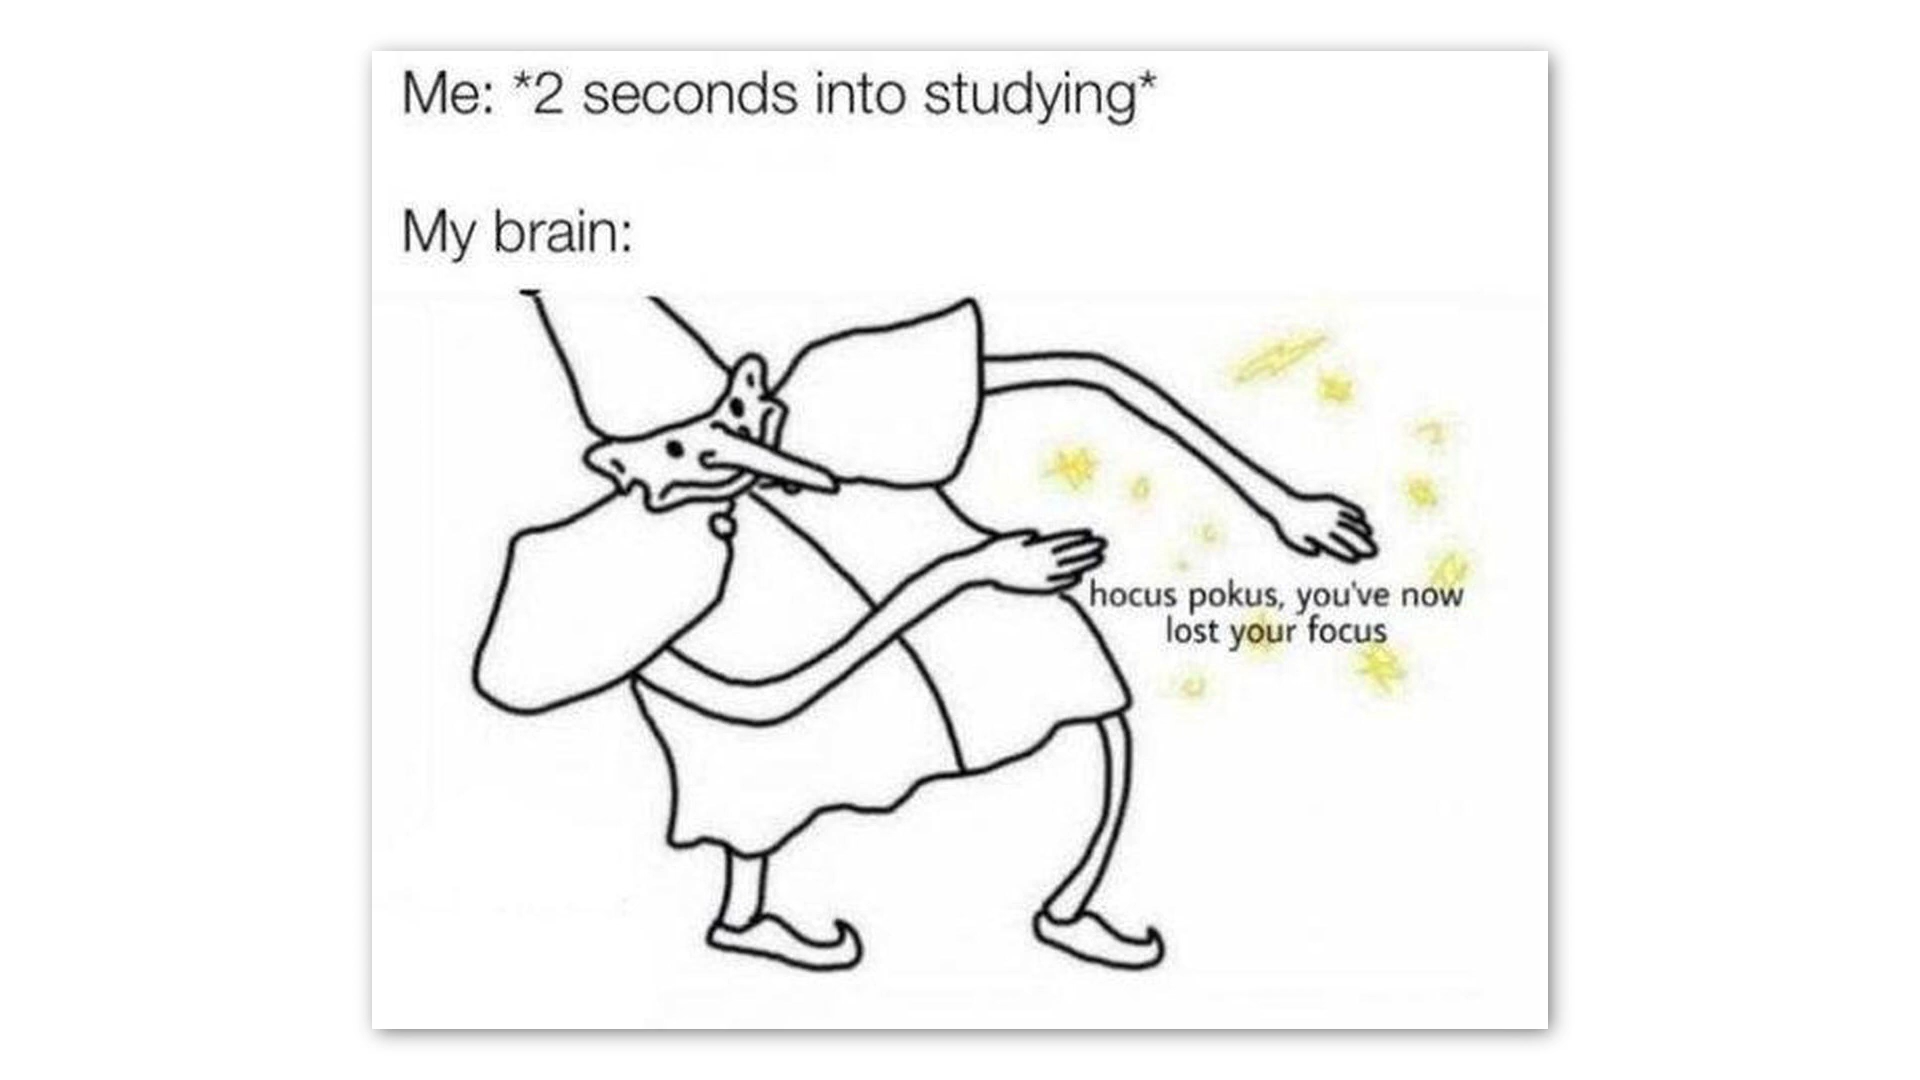 Me: *2 seconds into studying*
My brain:
hocus pokus, you've now
lost your focus